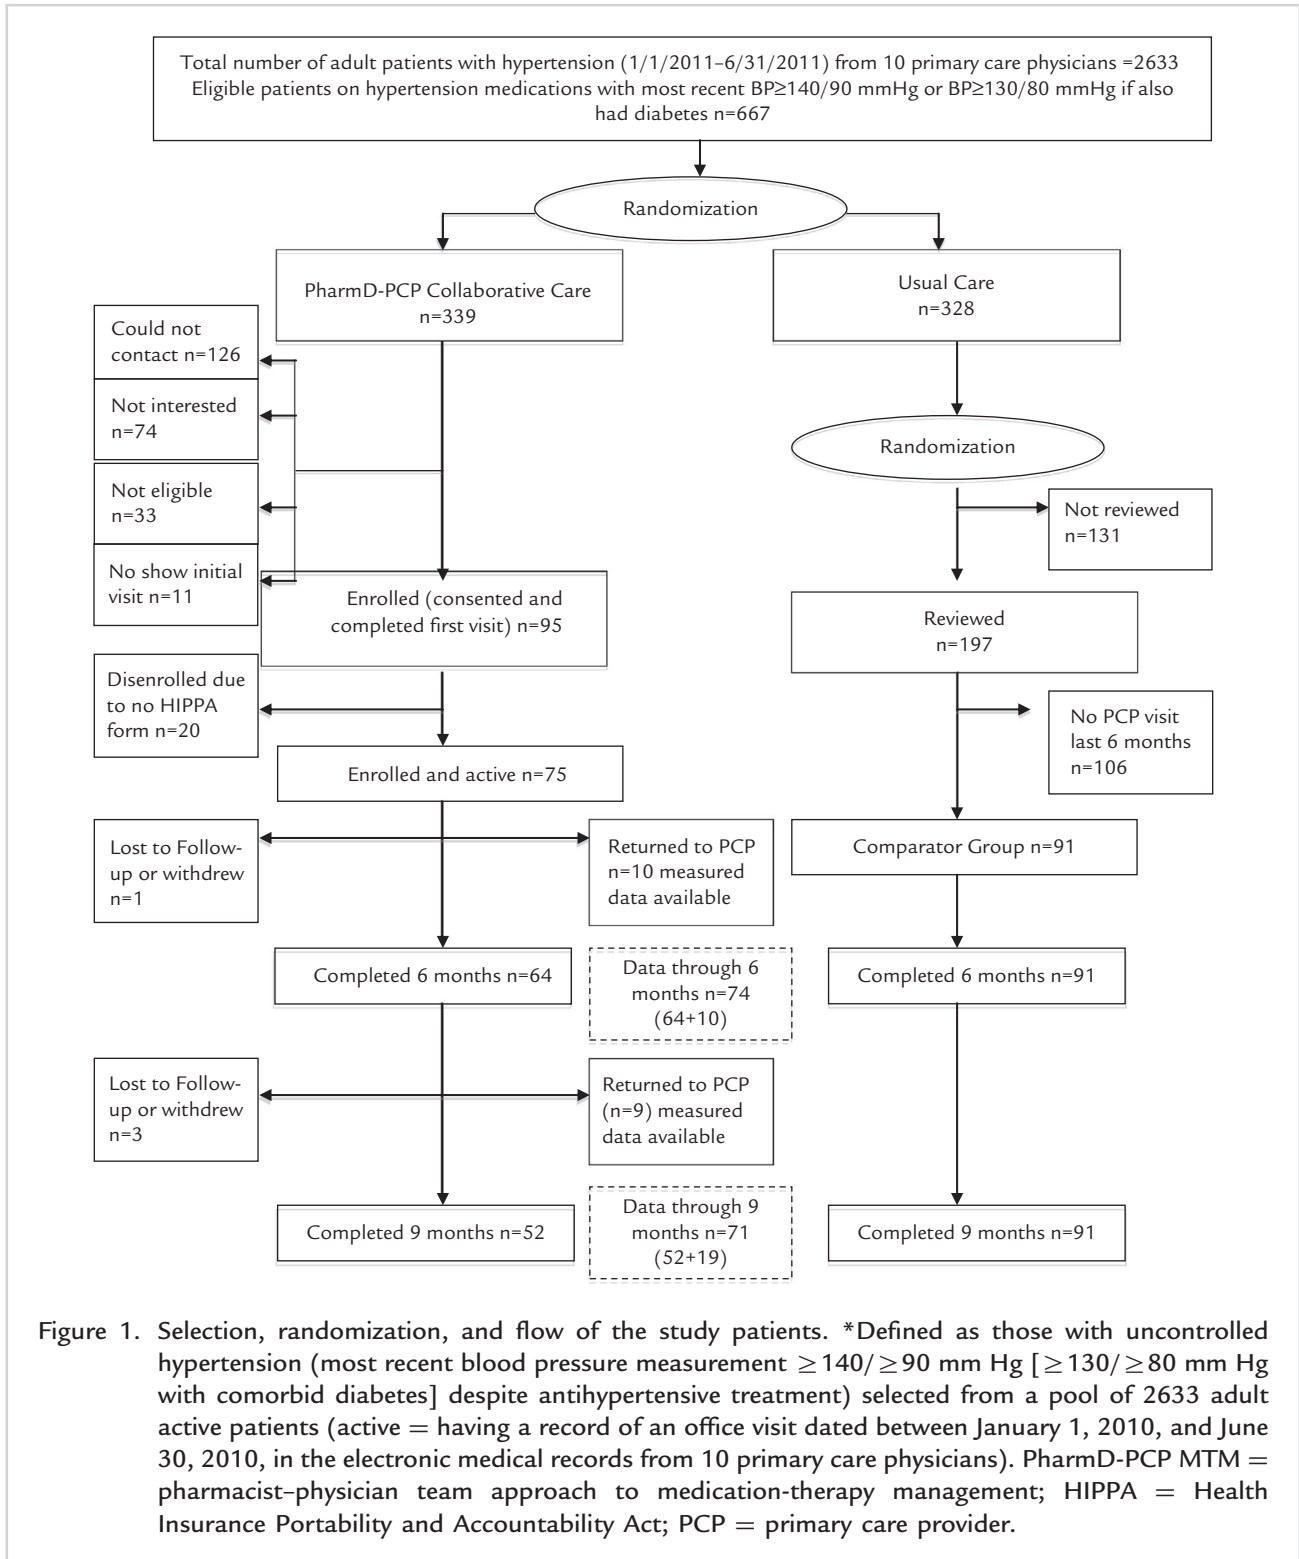 Total number of adult patients with hypertension (1/1/2011–6/31/2011) from 10 primary care physicians =2633
Eligible patients on hypertension medications with most recent BP≥140/90 mmHg or BP≥130/80 mmHg if also
had diabetes n=667
Randomization
PharmD-PCP Collaborative Care
n=339
Usual Care
n=328
Could not
contact n=126
Not interested
n=74
Not eligible
n=33
No show initial
visit n=11
Randomization
Not reviewed
n=131
Enrolled (consented and
completed first visit) n=95
Reviewed
n=197
Disenrolled due
to no HIPPA
form n=20
No PCP visit
last 6 months
n=106
Enrolled and active n=75
Lost to Follow-
up or withdrew
n=1
Returned to PCP
n=10 measured
data available
Comparator Group n=91
Completed 6 months n=64
Data through 6
months n=74
(64+10)
Completed 6 months n=91
Lost to Follow-
up or withdrew
n=3
Returned to PCP
(n=9) measured
data available
Completed 9 months n=52
Data through 9
months n=71
(52+19)
Completed 9 months n=91
Figure 1. Selection, randomization, and flow of the study patients. *Defined as those with uncontrolled
hypertension (most recent blood pressure measurement ≥140/≥90 mm Hg [≥130/≥80 mm Hg
with comorbid diabetes] despite antihypertensive treatment) selected from a pool of 2633 adult
active patients (active = having a record of an office visit dated between January 1, 2010, and June
30, 2010, in the electronic medical records from 10 primary care physicians). PharmD-PCP MTM =
pharmacist–physician team approach to medication-therapy management; HIPPA = Health
Insurance Portability and Accountability Act; PCP = primary care provider.